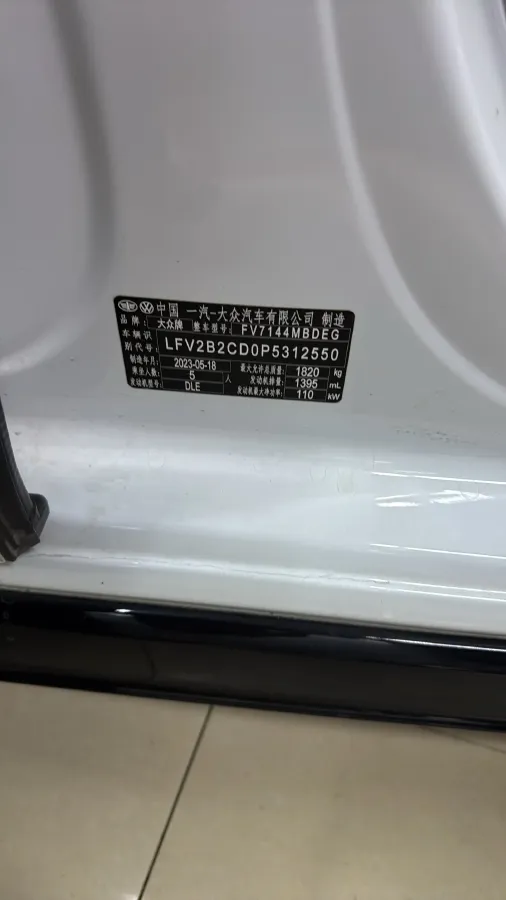 中国 一汽-大众汽车有限公司 制造
品牌: 大众牌 整车型号: FV7144MBDEG
车辆识别代号: LFV2B2CD0P5312550
制造年月: 2023-05-18 最大允许总质量: 1820 kg
乘坐人数: 5 人 发动机排量: 1395 mL
发动机型号: DLE 发动机最大净功率: 110 kW